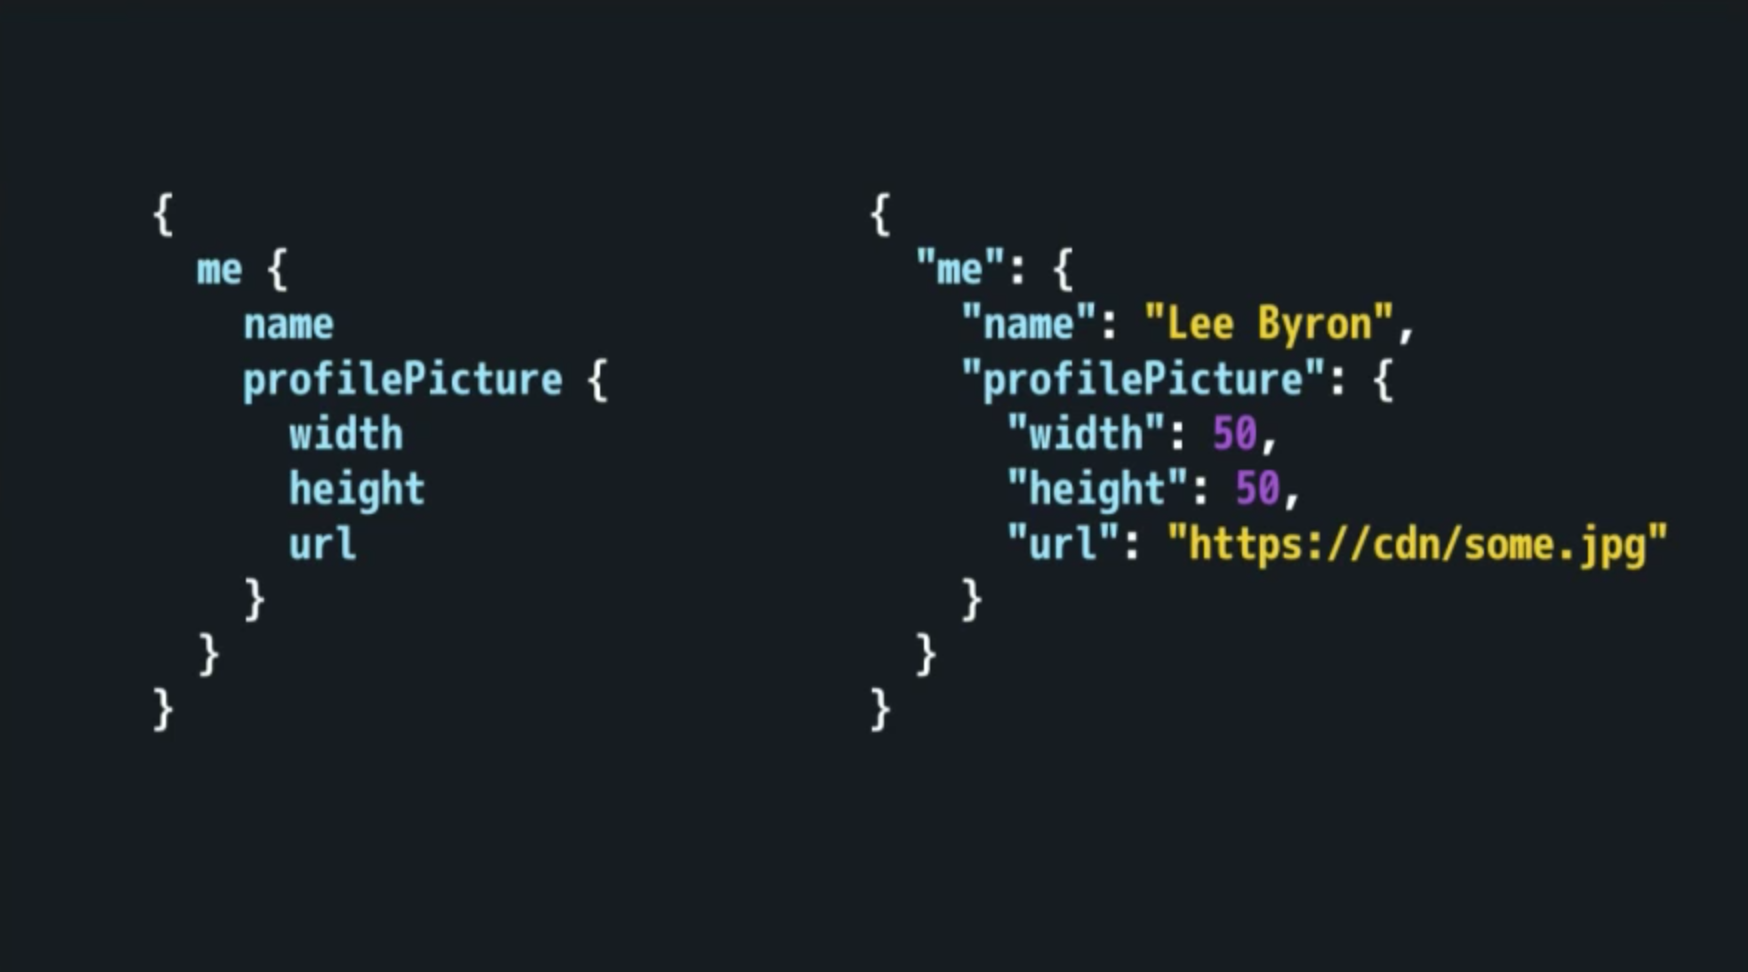 {
  me {
    name
    profilePicture {
      width
      height
      url
    }
  }
}
{
  "me": {
    "name": "Lee Byron",
    "profilePicture": {
      "width": 50,
      "height": 50,
      "url": "https://cdn/some.jpg"
    }
  }
}